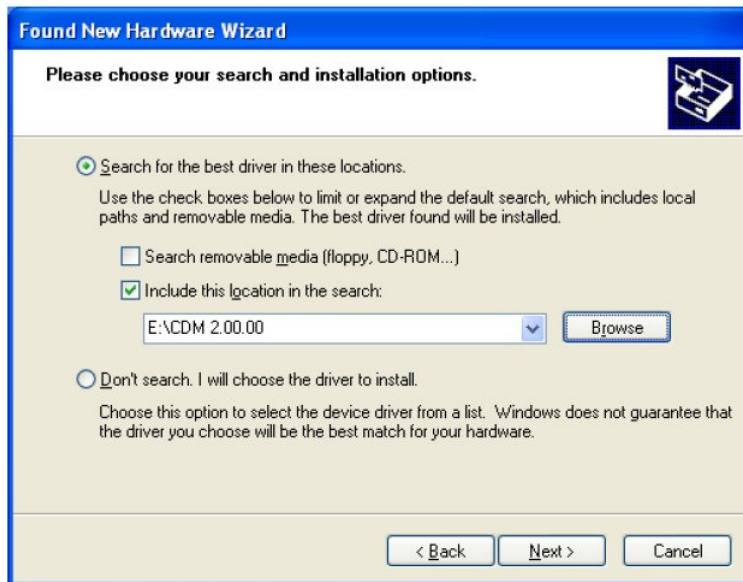 Found New Hardware Wizard
Please choose your search and installation options.
Search for the best driver in these locations.
Use the check boxes below to limit or expand the default search, which includes local
paths and removable media. The best driver found will be installed.
Search removable media (floppy, CD-ROM...)
Include this location in the search:
E:\CDM 2.00.00
Browse
Don't search. I will choose the driver to install.
Choose this option to select the device driver from a list. Windows does not guarantee that
the driver you choose will be the best match for your hardware.
< Back Next > Cancel